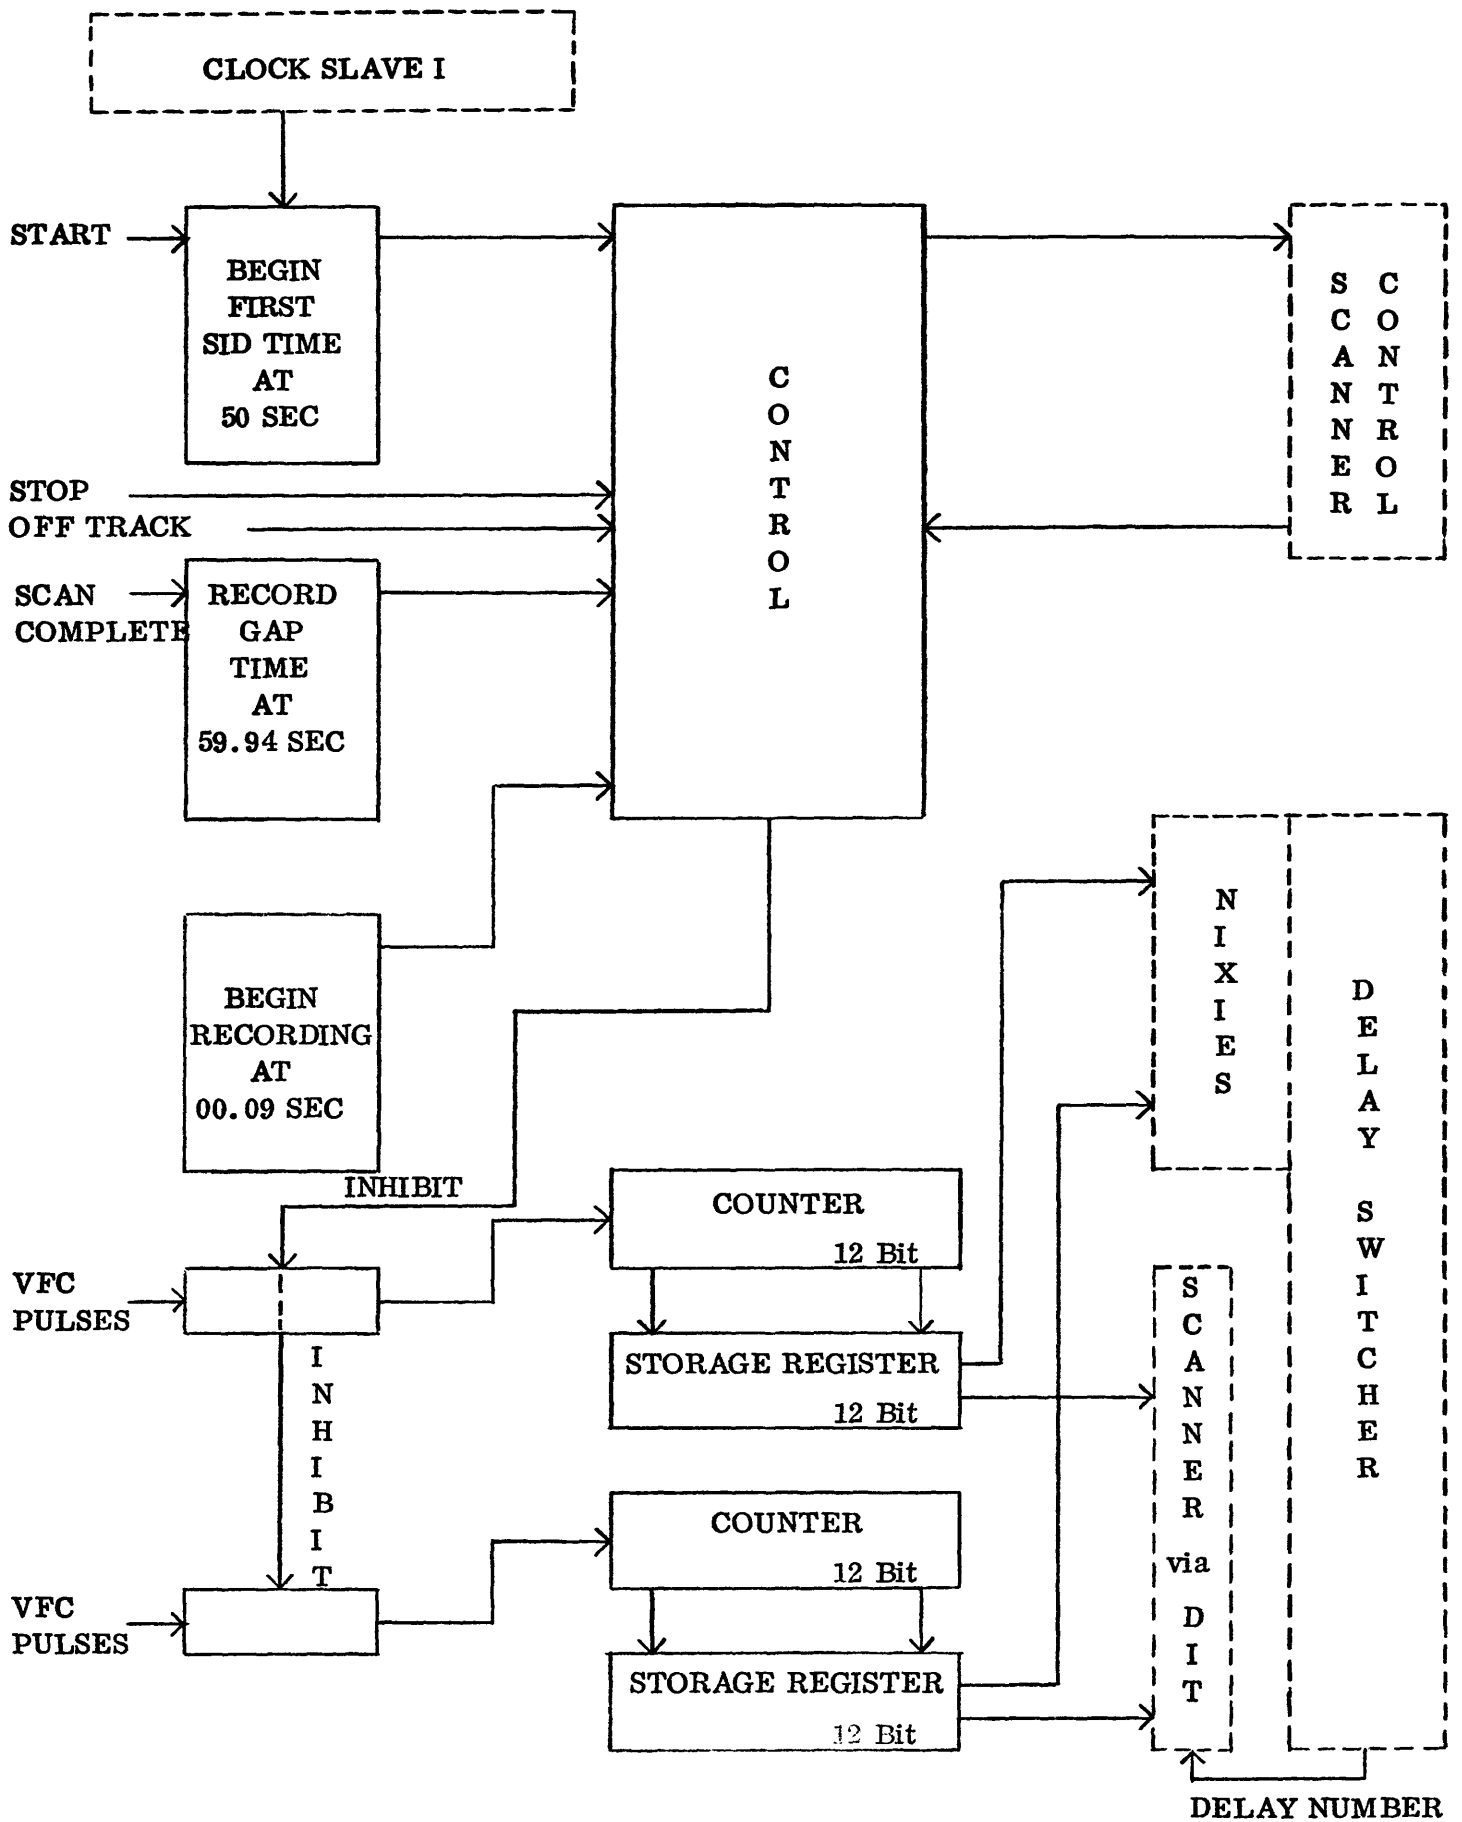 CLOCK SLAVE I
START
BEGIN
FIRST
SID TIME
AT
50 SEC
CONTROL
SCANNER
CONTROL
STOP
OFF TRACK
SCAN
COMPLETE
RECORD
GAP
TIME
AT
59.94 SEC
BEGIN
RECORDING
AT
00.09 SEC
NIXIES
DELAY SWITCHER
INHIBIT
COUNTER
12 Bit
VFC
PULSES
INHIBIT
STORAGE REGISTER
12 Bit
SCANNER via DIT
COUNTER
12 Bit
VFC
PULSES
STORAGE REGISTER
12 Bit
DELAY NUMBER